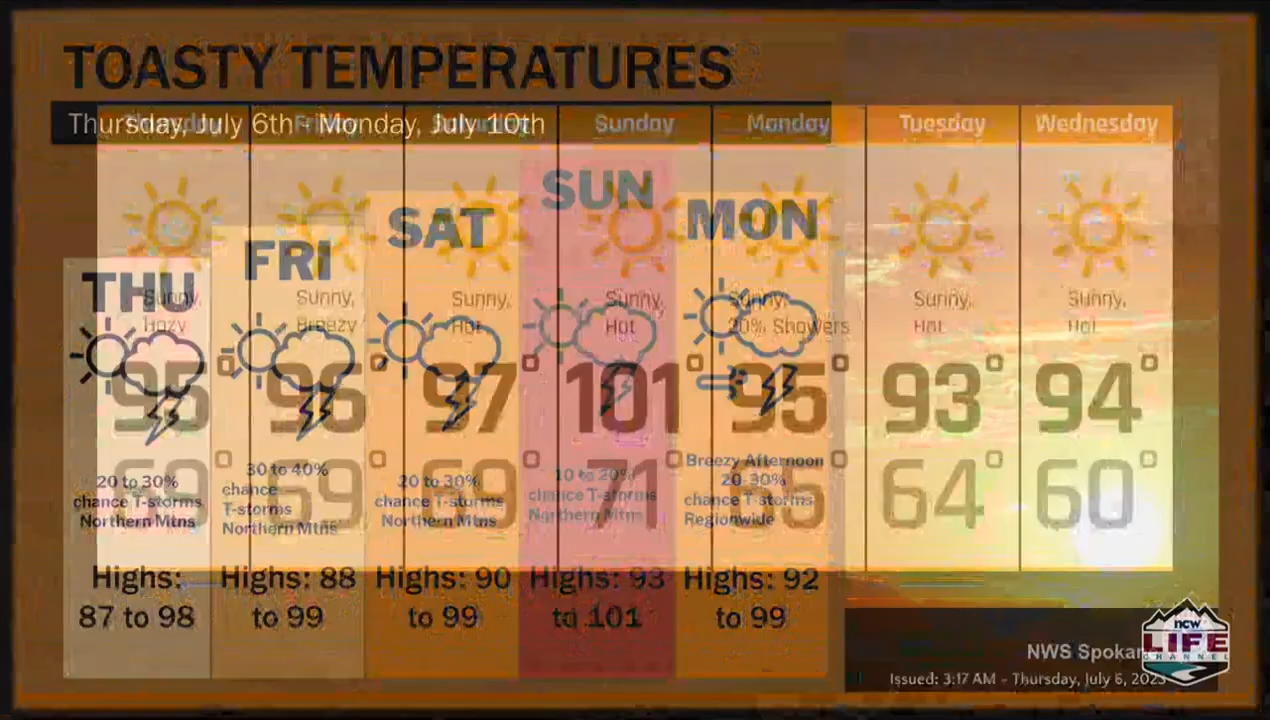 TOASTY TEMPERATURES
Thursday, July 6th - Monday, July 10th
Sunday
Monday
Tuesday
Wednesday
THU
FRI
SAT
SUN
MON
Sunny,
Hazy
Sunny,
Breezy
Sunny,
Hot
Sunny,
Hot
Sunny,
20% Showers
Sunny,
Hot
Sunny,
Hot
95°
96°
97°
101°
95°
93°
94°
69°
69°
69°
71°
65°
64°
60°
20 to 30%
chance T-storms
Northern Mtns
30 to 40%
chance
T-storms
Northern Mtns
20 to 30%
chance T-storms
Northern Mtns
10 to 20%
chance T-storms
Northern Mtns
Breezy Afternoon
20-30%
chance T-storms
Regionwide
Highs:
87 to 98
Highs: 88
to 99
Highs: 90
to 99
Highs: 93
to 101
Highs: 92
to 99
NWS Spokan
Issued: 3:17 AM - Thursday, July 6, 2023
ncw
LIFE
CHANNEL